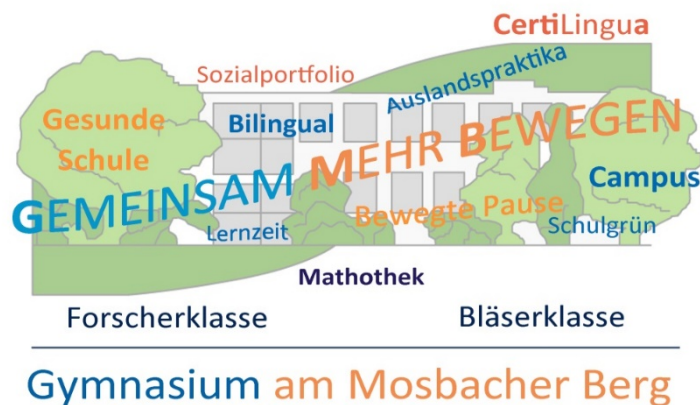 CertiLingua
Sozialportfolio
Auslandspraktika
Gesunde
Schule
Bilingual
GEMEINSAM MEHR BEWEGEN
Campus
Bewegte Pause
Lernzeit
Schulgrün
Mathothek
Forscherklasse
Bläserklasse
Gymnasium am Mosbacher Berg